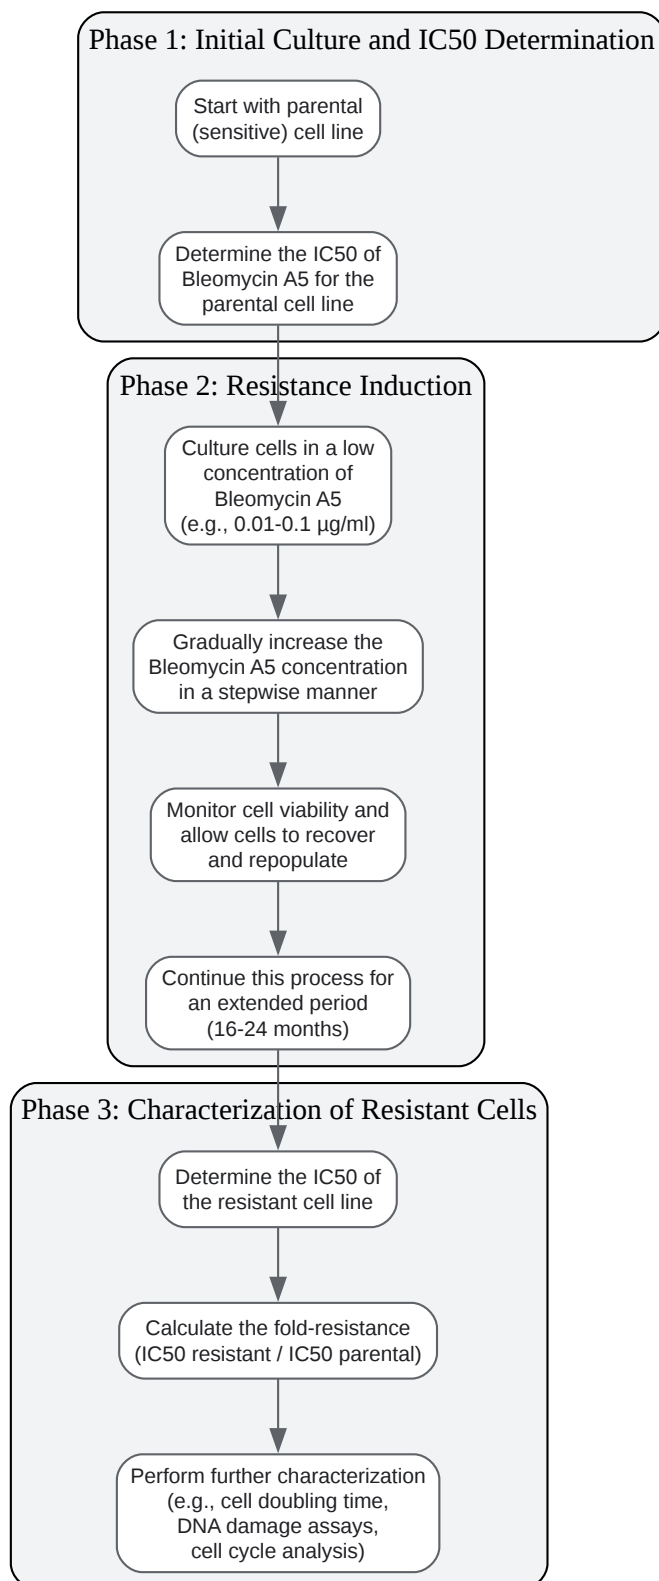 Phase 1: Initial Culture and IC50 Determination
Start with parental
(sensitive) cell line
Determine the IC50 of
Bleomycin A5 for the
parental cell line
Phase 2: Resistance Induction
Culture cells in a low
concentration of
Bleomycin A5
(e.g., 0.01-0.1 µg/ml)
Gradually increase the
Bleomycin A5 concentration
in a stepwise manner
Monitor cell viability and
allow cells to recover
and repopulate
Continue this process for
an extended period
(16-24 months)
Phase 3: Characterization of Resistant Cells
Determine the IC50 of
the resistant cell line
Calculate the fold-resistance
(IC50 resistant / IC50 parental)
Perform further characterization
(e.g., cell doubling time,
DNA damage assays,
cell cycle analysis)